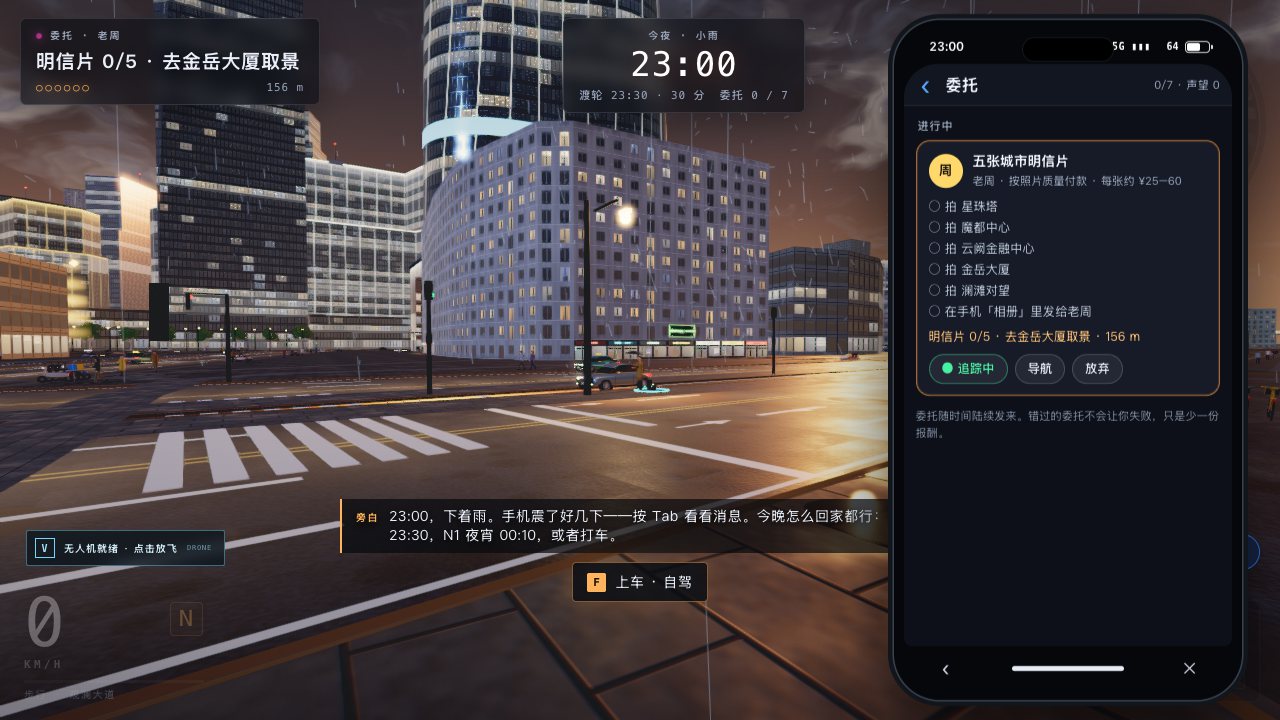 委托 · 老周
明信片 0/5 · 去金岳大厦取景
156 m
今夜 · 小雨
23:00
渡轮 23:30 · 30 分 委托 0 / 7
23:00
5G
64
委托
0/7 · 声望 0
进行中
周
五张城市明信片
老周 · 按照片质量付款 · 每张约 ¥25—60
拍 星珠塔
拍 魔都中心
拍 云阙金融中心
拍 金岳大厦
拍 澜滩对望
在手机「相册」里发给老周
明信片 0/5 · 去金岳大厦取景 · 156 m
追踪中
导航
放弃
委托随时间陆续发来。错过的委托不会让你失败，只是少一份
报酬。
旁白
23:00，下着雨。手机震了好几下——按 Tab 看看消息。今晚怎么回家都行：
23:30，N1 夜宵 00:10，或者打车。
F 上车 · 自驾
V 无人机就绪 · 点击放飞 DRONE
0
N
KM/H